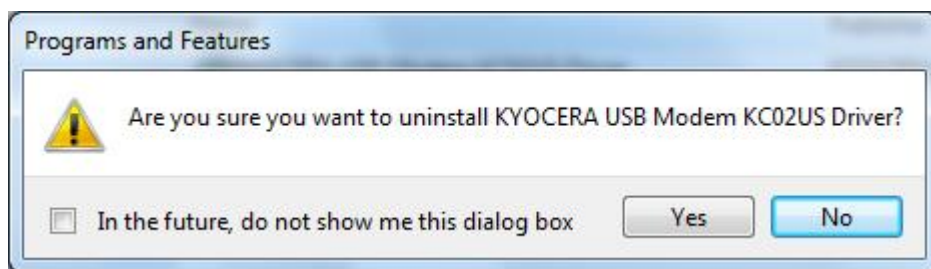 Programs and Features
Are you sure you want to uninstall KYOCERA USB Modem KC02US Driver?
In the future, do not show me this dialog box
Yes
No